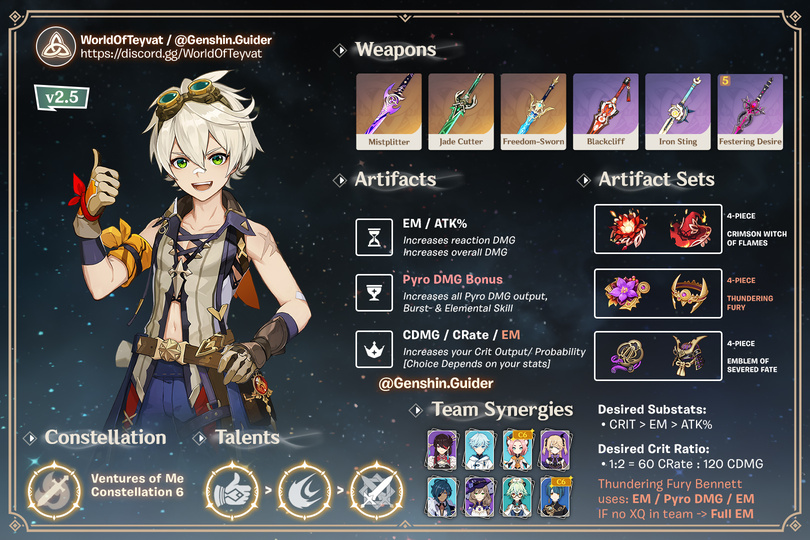 WorldOfTeyvat / @Genshin.Guider
https://discord.gg/WorldOfTeyvat
v2.5
Weapons
5
Mistplitter
Jade Cutter
Freedom-Sworn
Blackcliff
Iron Sting
Festering Desire
Artifacts
EM / ATK%
Increases reaction DMG
Increases overall DMG
Pyro DMG Bonus
Increases all Pyro DMG output,
Burst- & Elemental Skill
CDMG / CRate / EM
Increases your Crit Output/ Probability
[Choice Depends on your stats]
@Genshin.Guider
Artifact Sets
4-PIECE
CRIMSON WITCH
OF FLAMES
4-PIECE
THUNDERING
FURY
4-PIECE
EMBLEM OF
SEVERED FATE
Constellation
Ventures of Me
Constellation 6
Talents
> >
Team Synergies
C6
C6
Desired Substats:
• CRIT > EM > ATK%
Desired Crit Ratio:
• 1:2 = 60 CRate : 120 CDMG
Thundering Fury Bennett
uses: EM / Pyro DMG / EM
IF no XQ in team -> Full EM